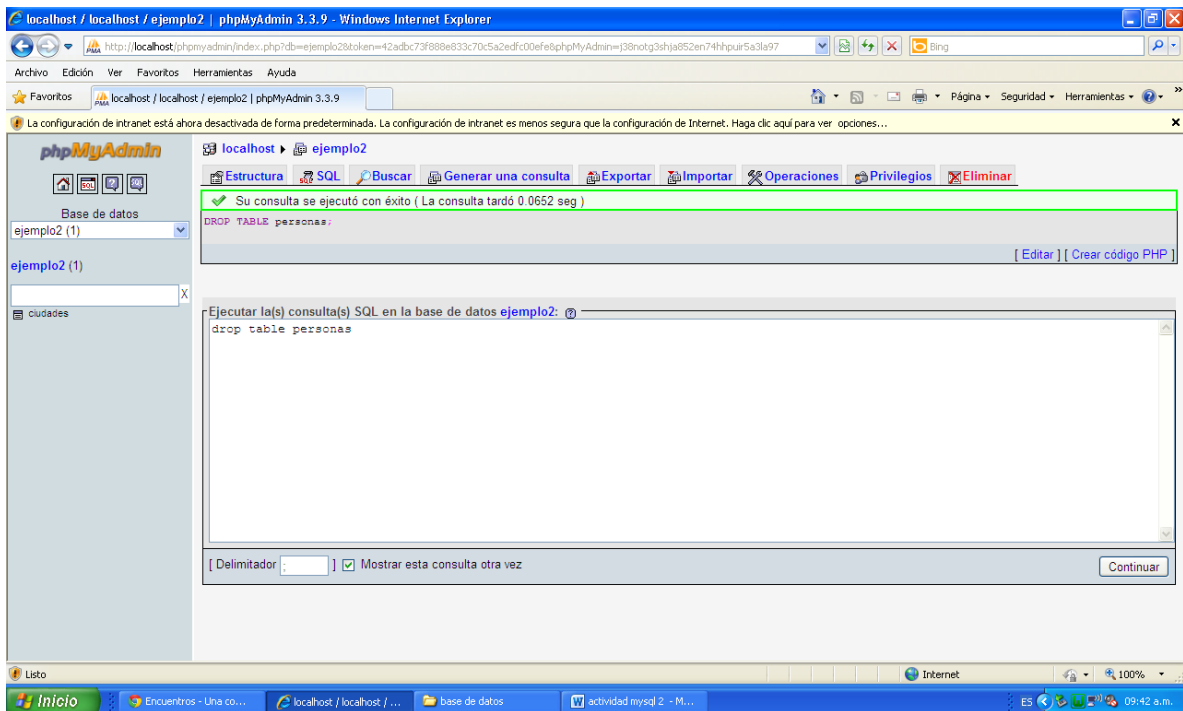 localhost / localhost / ejemplo2 | phpMyAdmin 3.3.9 - Windows Internet Explorer
http://localhost/phpmyadmin/index.php?db=ejemplo2&token=42adbc73f888e833c70c5a2edfc00efe&phpMyAdmin=j38notg3shja852en74hhpuir5a3la97
Bing
Archivo Edición Ver Favoritos Herramientas Ayuda
Favoritos
PMA localhost / localhost / ejemplo2 | phpMyAdmin 3.3.9
Página Seguridad Herramientas
La configuración de intranet está ahora desactivada de forma predeterminada. La configuración de intranet es menos segura que la configuración de Internet. Haga clic aquí para ver opciones...
phpMyAdmin
Base de datos
ejemplo2 (1)
ejemplo2 (1)
X
ciudades
localhost ejemplo2
Estructura SQL Buscar Generar una consulta Exportar Importar Operaciones Privilegios Eliminar
Su consulta se ejecutó con éxito ( La consulta tardó 0.0652 seg )
DROP TABLE personas;
[ Editar ] [ Crear código PHP ]
Ejecutar la(s) consulta(s) SQL en la base de datos ejemplo2:
drop table personas
[ Delimitador ; ] Mostrar esta consulta otra vez
Continuar
Listo
Internet
100%
Inicio
Encuentros - Una co...
localhost / localhost / ...
base de datos
actividad mysql 2 - M...
ES
09:42 a.m.